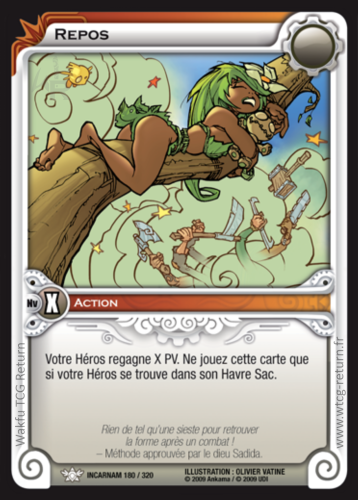 REPOS
Nv X ACTION
Votre Héros regagne X PV. Ne jouez cette carte que
si votre Héros se trouve dans son Havre Sac.
Rien de tel qu'une sieste pour retrouver
la forme après un combat !
– Méthode approuvée par le dieu Sadida.
INCARNAM 180 / 320
ILLUSTRATION : OLIVIER VATINE
© 2009 Ankama / © 2009 UDI
Wakfu TCG Return
www.wtcg-return.fr